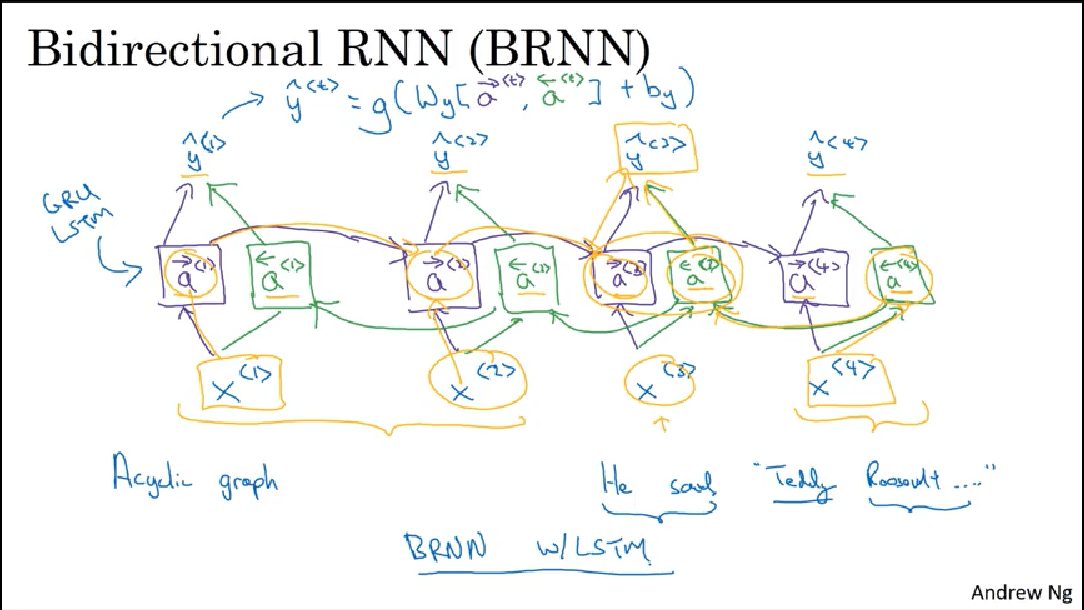 Bidirectional RNN (BRNN)
ŷ<t> = g(Wy[a→<t>, a←<t>] + by)
ŷ<1> ŷ<2> ŷ<3> ŷ<4>
GRU
LSTM
a→<1> a←<1> a→<2> a←<2> a→<3> a←<3> a→<4> a←<4>
x<1> x<2> x<3> x<4>
Acyclic graph He said, "Teddy Roosevelt...."
BRNN w/LSTM
Andrew Ng